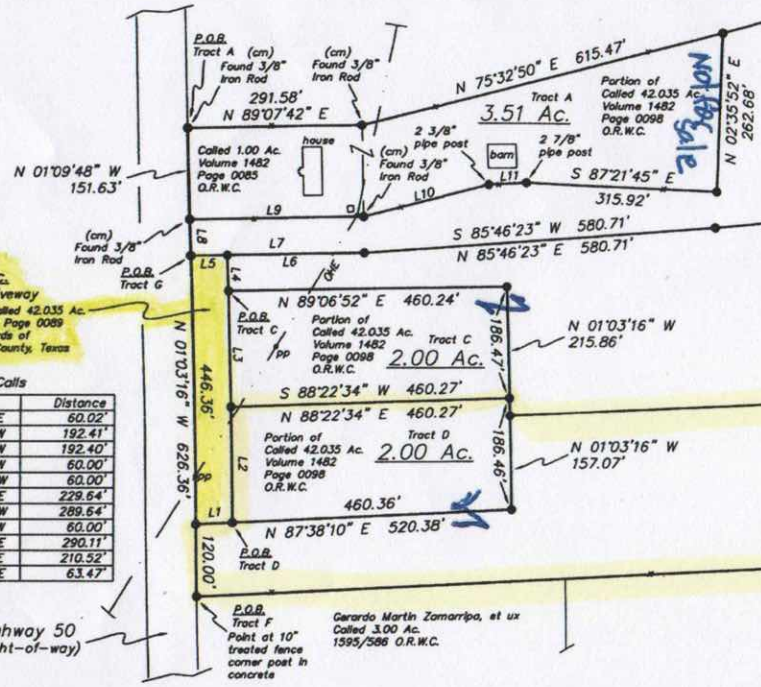 P.O.B.
Tract A
(cm)
Found 3/8"
Iron Rod
291.58'
N 89°07'42" E
(cm)
Found 3/8"
Iron Rod
N 75°32'50" E 615.47'
Tract A
3.51 Ac.
Portion of
Called 42.035 Ac.
Volume 1482
Page 0098
O.R.W.C.
Not for Sale
N 02°35'52" E
262.68'
N 01°09'48" W
151.63'
Called 1.00 Ac.
Volume 1482
Page 0085
O.R.W.C.
house
(cm)
Found 3/8"
Iron Rod
2 3/8"
pipe post
barn
2 7/8"
pipe post
L10
L11
S 87°21'45" E
315.92'
L9
(cm)
Found 3/8"
Iron Rod
L8
P.O.B.
Tract G
L7
L6
L5
S 85°46'23" W 580.71'
N 85°46'23" E 580.71'
L4
OHE
N 89°06'52" E 460.24'
P.O.B.
Tract C
veway
alled 42.035 Ac.
Page 0089
rds of
County, Texas
Portion of
Called 42.035 Ac.
Volume 1482
Page 0098
O.R.W.C.
Tract C
2.00 Ac.
PP
L3
186.47'
N 01°03'16" W
215.86'
N 01°03'16" W 626.36'
446.36'
S 88°22'34" W 460.27'
N 88°22'34" E 460.27'
Calls
Distance
E 60.02'
W 192.41'
W 192.40'
W 60.00'
W 60.00'
E 229.64'
W 289.64'
W 60.00'
E 290.11'
E 210.52'
E 63.47'
Portion of
Called 42.035 Ac.
Volume 1482
Page 0098
O.R.W.C.
Tract D
2.00 Ac.
L2
186.46'
N 01°03'16" W
157.07'
PP
L1
460.36'
N 87°38'10" E 520.38'
P.O.B.
Tract D
120.00'
P.O.B.
Tract F
Point at 10"
treated fence
corner post in
concrete
Gerardo Martin Zamarripa, et ux
Called 3.00 Ac.
1595/586 O.R.W.C.
hway 50
ht-of-way)